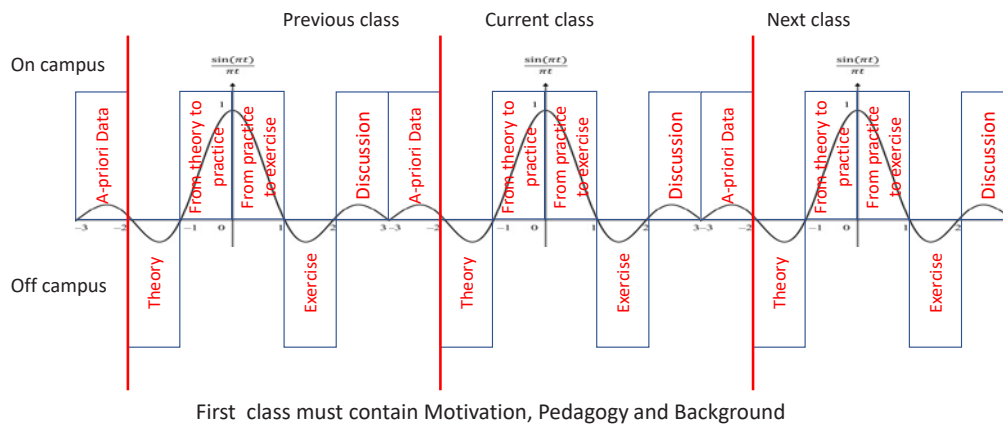 Previous class
Current class
Next class
On campus
sin(πt)
πt
sin(πt)
πt
sin(πt)
πt
A-priori Data
From theory to
practice
From practice
to exercise
Discussion
A-priori Data
From theory to
practice
From practice
to exercise
Discussion
A-priori Data
From theory to
practice
From practice
to exercise
Discussion
1
1
1
−3 −2 −1 0 1 2 3−3 −2 −1 0 1 2 3−3 −2 −1 0 1 2
Off campus
Theory
Exercise
Theory
Exercise
Theory
Exercise
First class must contain Motivation, Pedagogy and Background